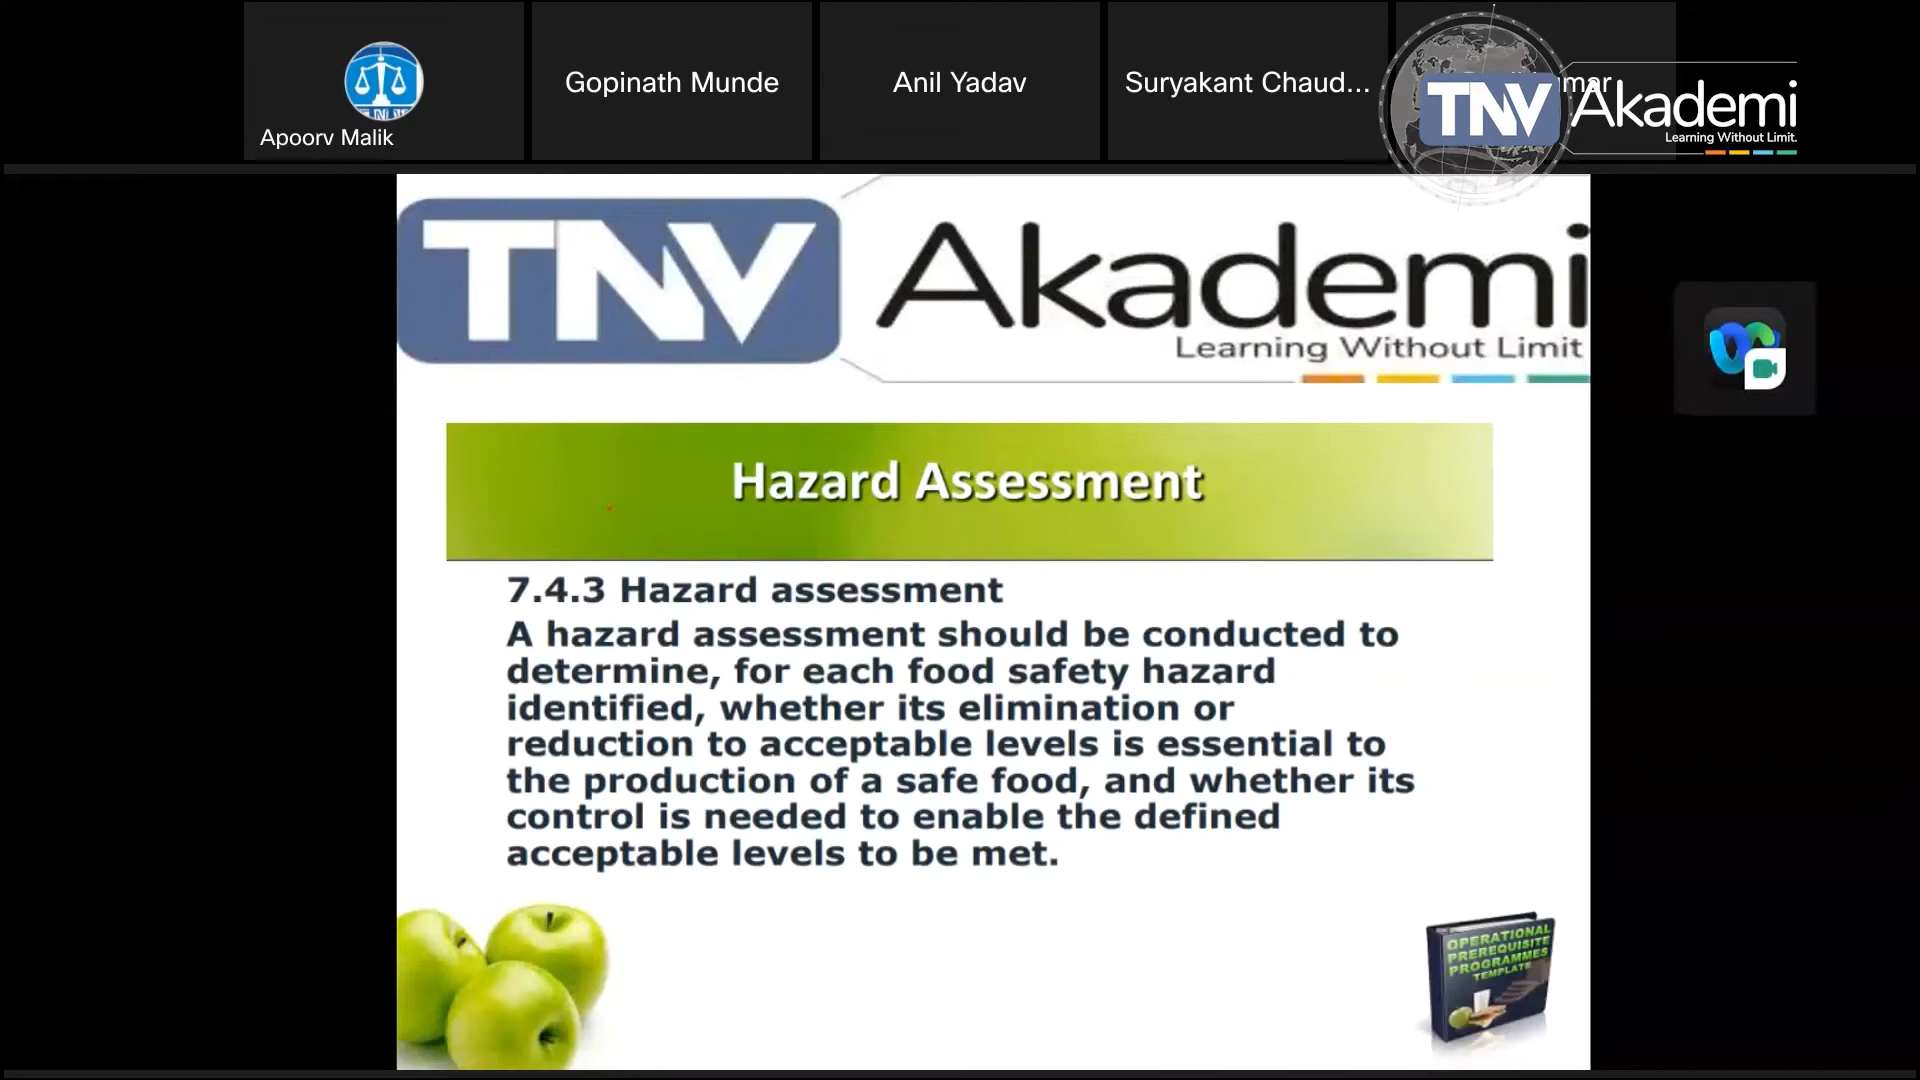 Apoorv Malik
Gopinath Munde
Anil Yadav
Suryakant Chaud...
mar
TNV Akademi
Learning Without Limit.
TNV Akademi
Learning Without Limit
Hazard Assessment
7.4.3 Hazard assessment
A hazard assessment should be conducted to
determine, for each food safety hazard
identified, whether its elimination or
reduction to acceptable levels is essential to
the production of a safe food, and whether its
control is needed to enable the defined
acceptable levels to be met.
OPERATIONAL
PREREQUISITE
PROGRAMMES
TEMPLATE